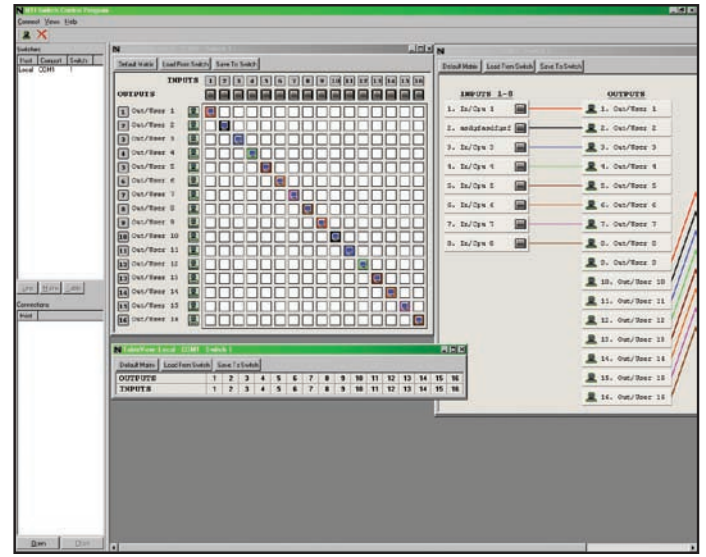 NTI Switch Control Program
Connect View Help
Switches
Host Comport Switch
Local COM1 1
Connections
Host
Open
Default Matrix Load From Switch Save To Switch
INPUTS 1 2 3 4 5 6 7 8 9 10 11 12 13 14 15 16
OUTPUTS
1 Out/User 1
2 Out/User 2
3 Out/User 3
4 Out/User 4
5 Out/User 5
6 Out/User 6
7 Out/User 7
8 Out/User 8
9 Out/User 9
10 Out/User 10
11 Out/User 11
12 Out/User 12
13 Out/User 13
14 Out/User 14
15 Out/User 15
16 Out/User 16
TableView: Local COM1 Switch 1
Default Matrix Load From Switch Save To Switch
OUTPUTS 1 2 3 4 5 6 7 8 9 10 11 12 13 14 15 16
INPUTS 1 2 3 4 5 6 7 8 9 10 11 12 13 14 15 16
Default Matrix Load From Switch Save To Switch
INPUTS 1-8 OUTPUTS
1. In/Cpu 1 1. Out/User 1
2. 2. Out/User 2
3. In/Cpu 3 3. Out/User 3
4. In/Cpu 4 4. Out/User 4
5. In/Cpu 5 5. Out/User 5
6. In/Cpu 6 6. Out/User 6
7. In/Cpu 7 7. Out/User 7
8. In/Cpu 8 8. Out/User 8
9. Out/User 9
10. Out/User 10
11. Out/User 11
12. Out/User 12
13. Out/User 13
14. Out/User 14
15. Out/User 15
16. Out/User 16